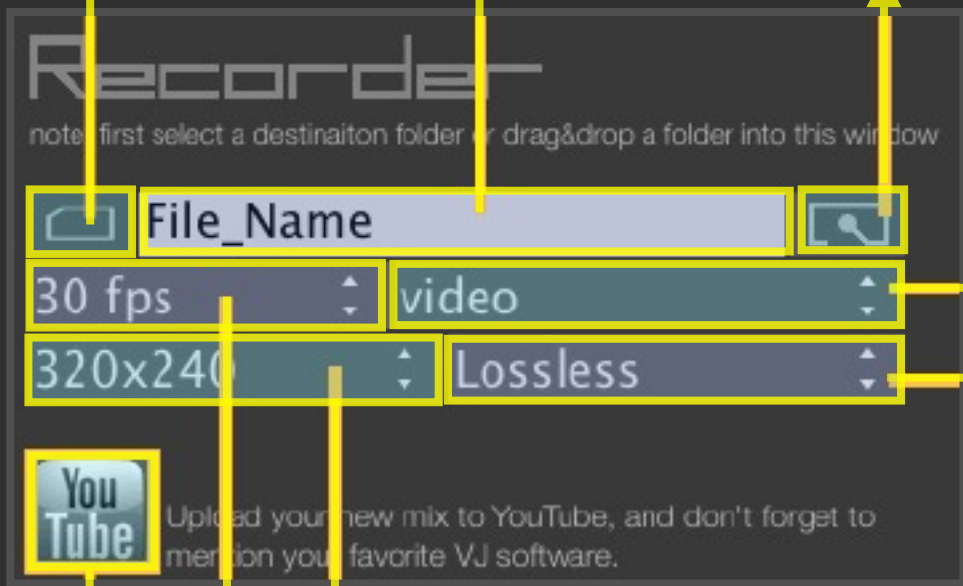 Recorder
note: first select a destinaiton folder or drag&drop a folder into this window
File_Name
30 fps
video
320x240
Lossless
You
Tube
Upload your new mix to YouTube, and don't forget to
mention your favorite VJ software.